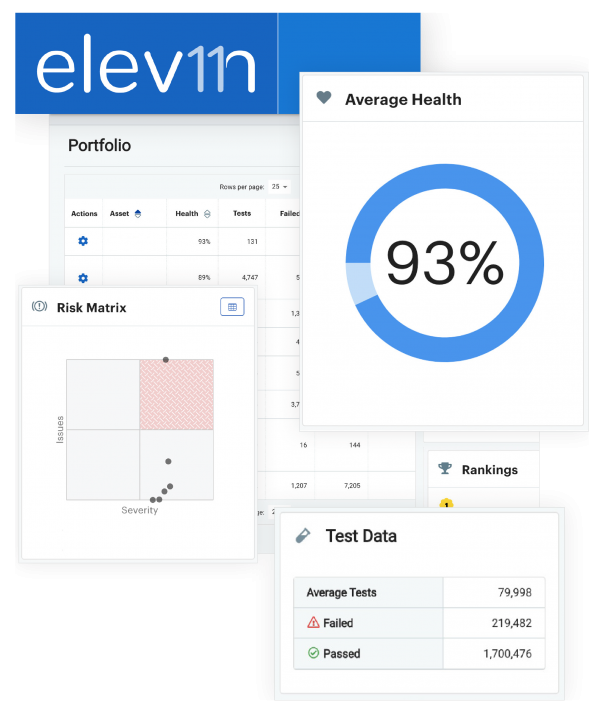 elev11n
Average Health
93%
Portfolio
Rows per page: 25
Actions Asset Health Tests Failed
93% 131
89% 4,747 5
1,3
4
5
3,7
16 144
1,207 7,205
Risk Matrix
Issues
Severity
Rankings
1
Test Data
Average Tests 79,998
Failed 219,482
Passed 1,700,476